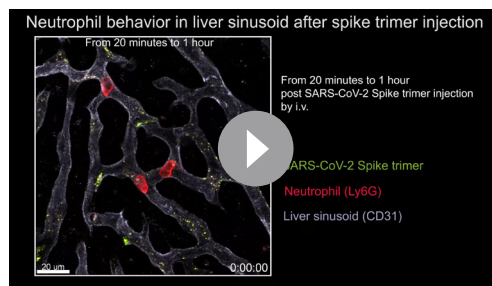 Neutrophil behavior in liver sinusoid after spike trimer injection
From 20 minutes to 1 hour
From 20 minutes to 1 hour
post SARS-CoV-2 Spike trimer injection
by i.v.
ARS-CoV-2 Spike trimer
Neutrophil (Ly6G)
Liver sinusoid (CD31)
20 um
0:00:00